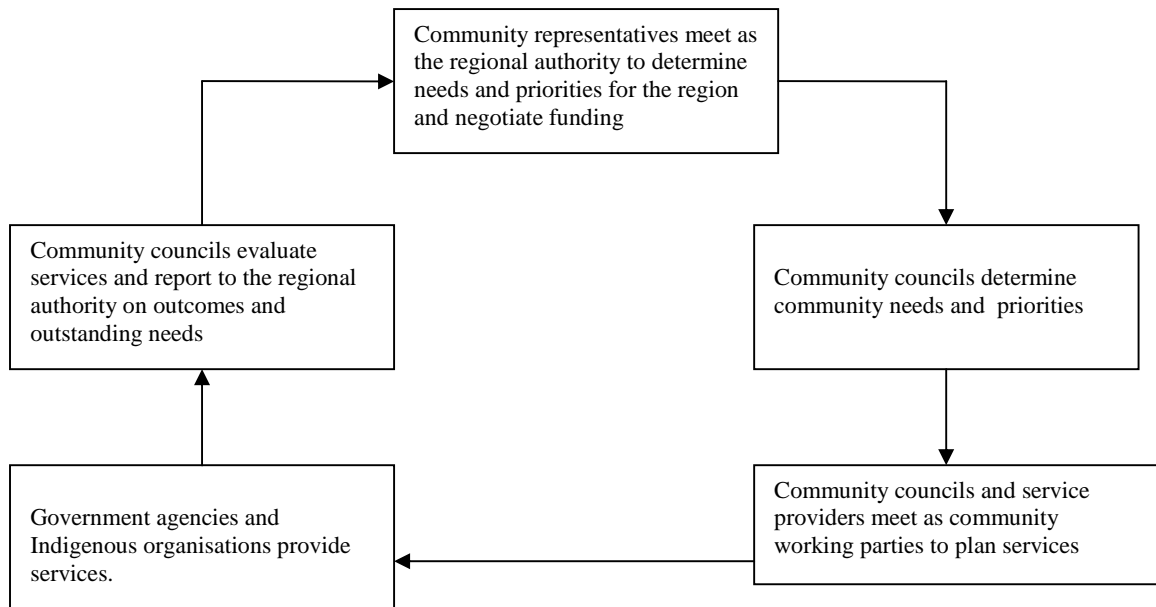 Community representatives meet as
the regional authority to determine
needs and priorities for the region
and negotiate funding
Community councils determine
community needs and  priorities
Community councils and service
providers meet as community
working parties to plan services
Government agencies and
Indigenous organisations provide
services.
Community councils evaluate
services and report to the regional
authority on outcomes and
outstanding needs